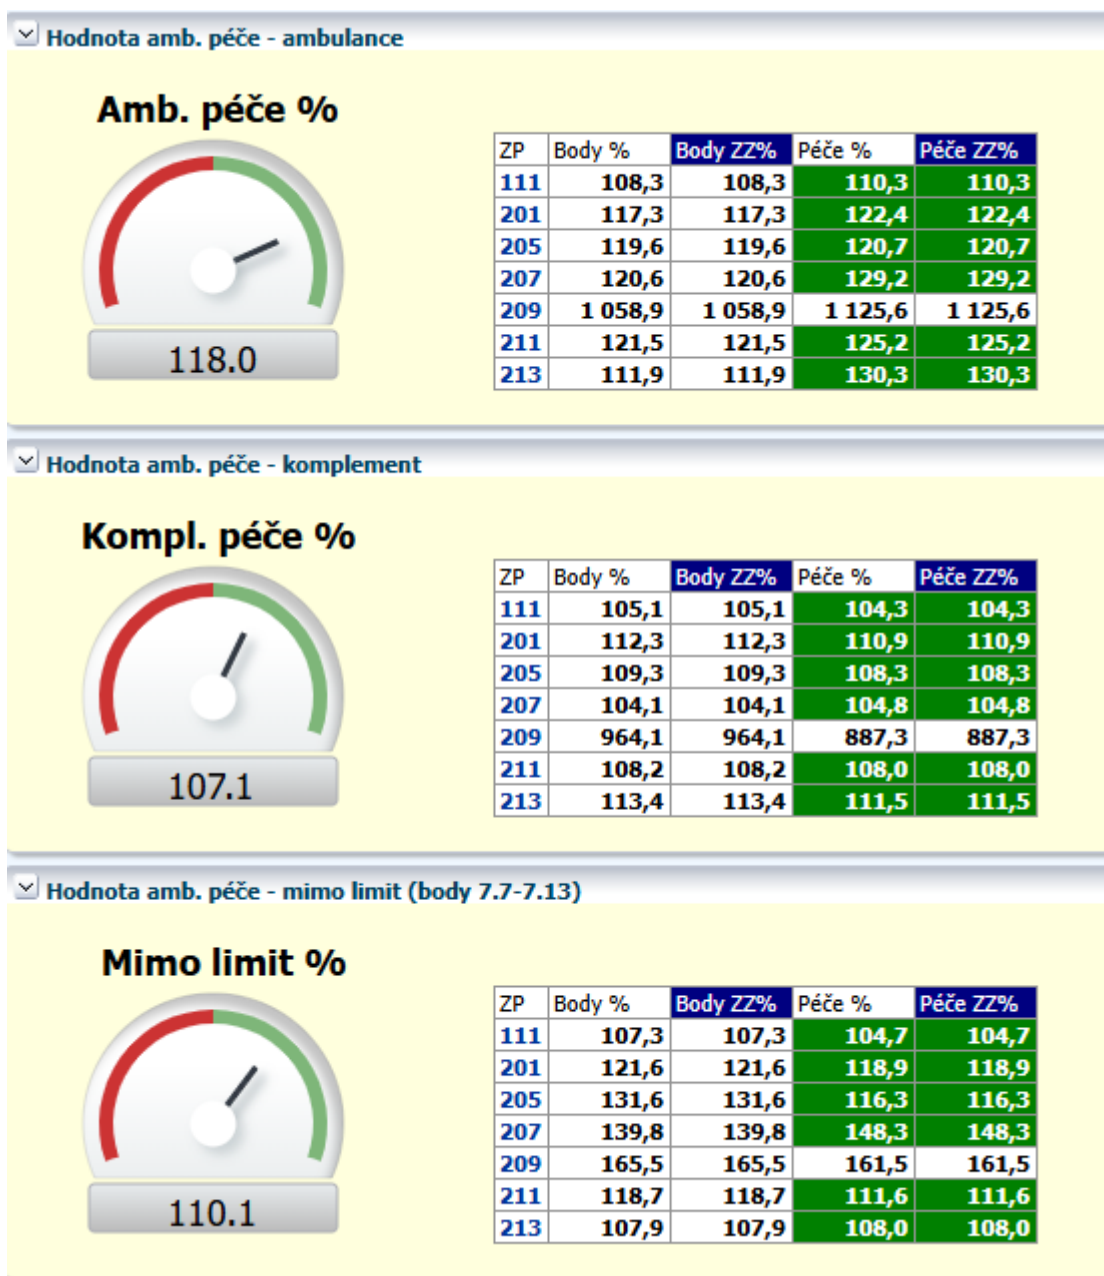 Hodnota amb. péče - ambulance
Amb. péče %
118.0
ZP Body % Body ZZ% Péče % Péče ZZ%
111 108,3 108,3 110,3 110,3
201 117,3 117,3 122,4 122,4
205 119,6 119,6 120,7 120,7
207 120,6 120,6 129,2 129,2
209 1 058,9 1 058,9 1 125,6 1 125,6
211 121,5 121,5 125,2 125,2
213 111,9 111,9 130,3 130,3
Hodnota amb. péče - komplement
Kompl. péče %
107.1
ZP Body % Body ZZ% Péče % Péče ZZ%
111 105,1 105,1 104,3 104,3
201 112,3 112,3 110,9 110,9
205 109,3 109,3 108,3 108,3
207 104,1 104,1 104,8 104,8
209 964,1 964,1 887,3 887,3
211 108,2 108,2 108,0 108,0
213 113,4 113,4 111,5 111,5
Hodnota amb. péče - mimo limit (body 7.7-7.13)
Mimo limit %
110.1
ZP Body % Body ZZ% Péče % Péče ZZ%
111 107,3 107,3 104,7 104,7
201 121,6 121,6 118,9 118,9
205 131,6 131,6 116,3 116,3
207 139,8 139,8 148,3 148,3
209 165,5 165,5 161,5 161,5
211 118,7 118,7 111,6 111,6
213 107,9 107,9 108,0 108,0